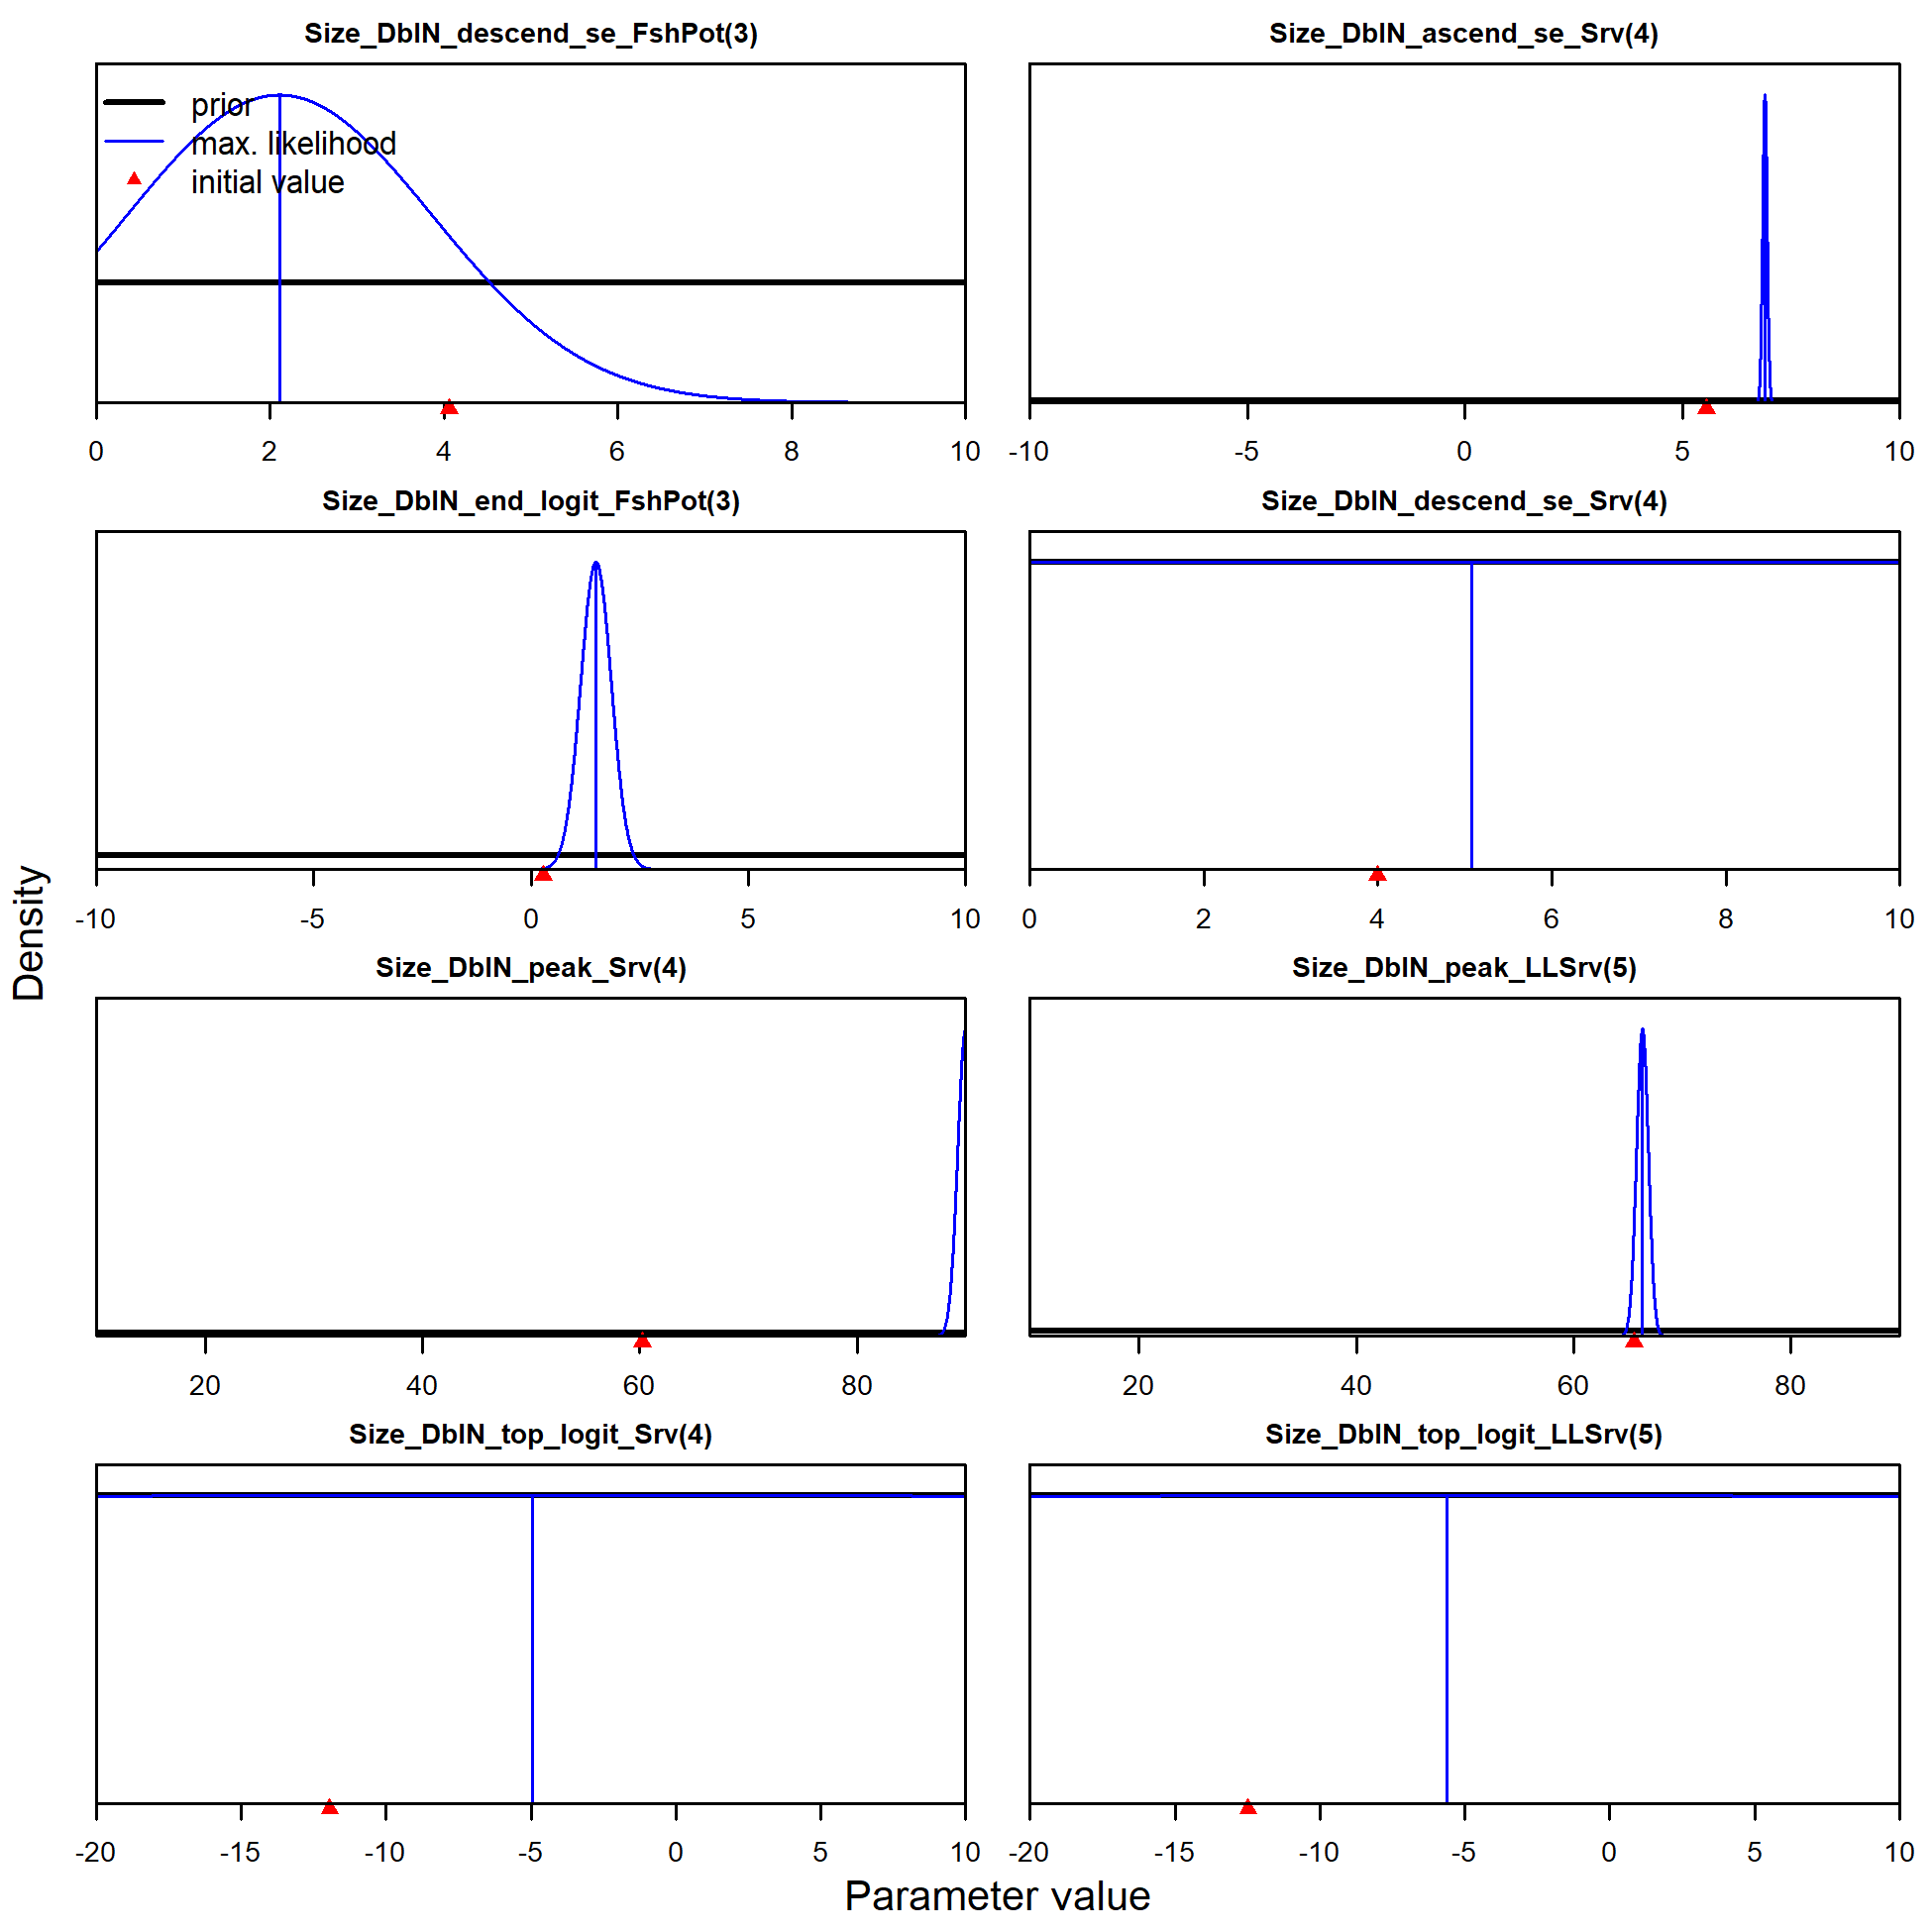 Size_DblN_descend_se_FshPot(3)
prior
max. likelihood
initial value
0 2 4 6 8 10
Size_DblN_ascend_se_Srv(4)
-10 -5 0 5 10
Size_DblN_end_logit_FshPot(3)
-10 -5 0 5 10
Size_DblN_descend_se_Srv(4)
0 2 4 6 8 10
Size_DblN_peak_Srv(4)
20 40 60 80
Size_DblN_peak_LLSrv(5)
20 40 60 80
Size_DblN_top_logit_Srv(4)
-20 -15 -10 -5 0 5 10
Size_DblN_top_logit_LLSrv(5)
-20 -15 -10 -5 0 5 10
Density
Parameter value